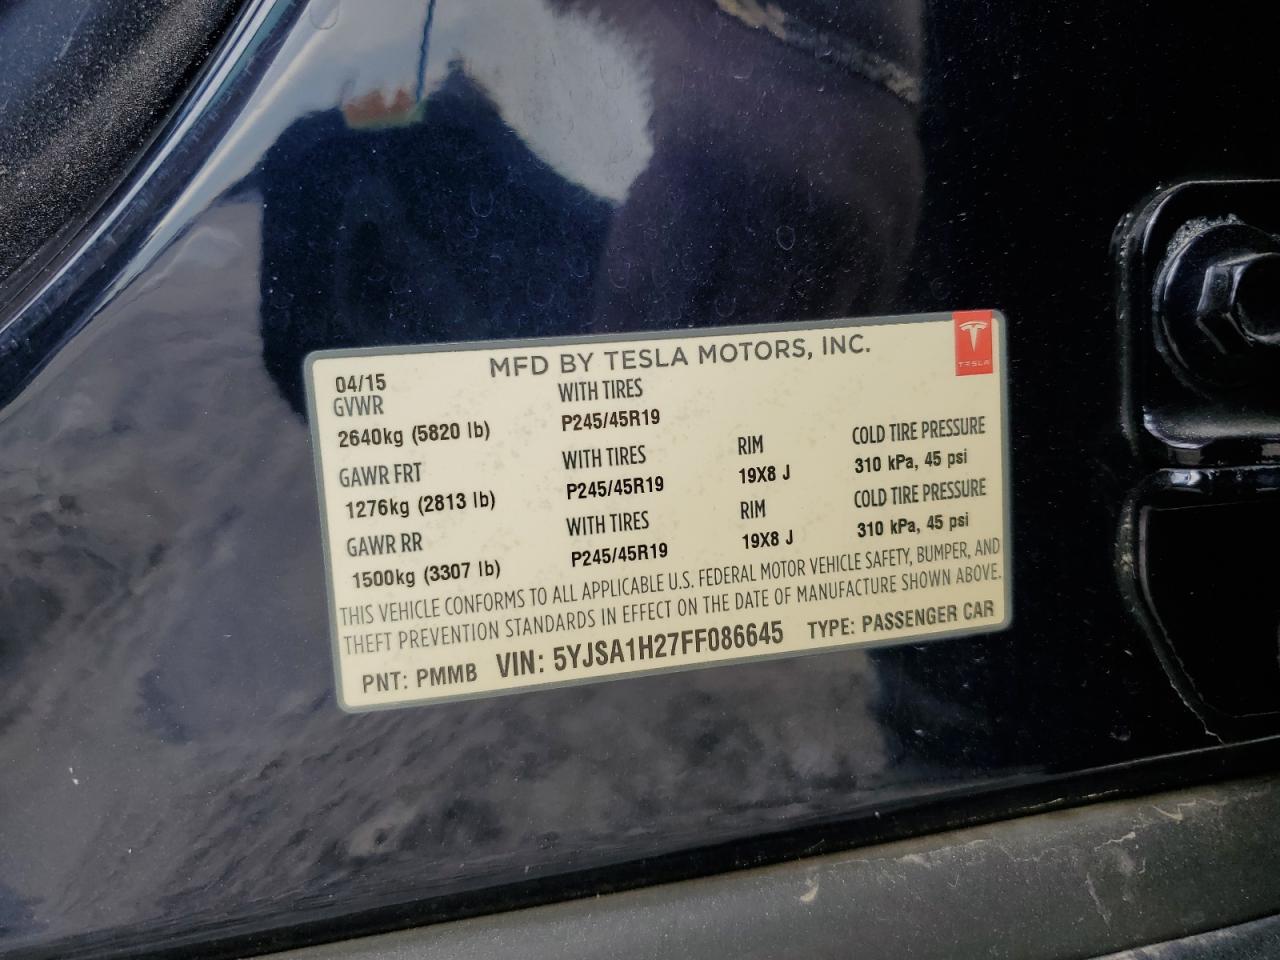 MFD BY TESLA MOTORS, INC.
TESLA
04/15
GVWR WITH TIRES
2640kg (5820 lb) P245/45R19
GAWR FRT WITH TIRES RIM COLD TIRE PRESSURE
1276kg (2813 lb) P245/45R19 19X8 J 310 kPa, 45 psi
GAWR RR WITH TIRES RIM COLD TIRE PRESSURE
1500kg (3307 lb) P245/45R19 19X8 J 310 kPa, 45 psi
THIS VEHICLE CONFORMS TO ALL APPLICABLE U.S. FEDERAL MOTOR VEHICLE SAFETY, BUMPER, AND
THEFT PREVENTION STANDARDS IN EFFECT ON THE DATE OF MANUFACTURE SHOWN ABOVE.
PNT: PMMB VIN: 5YJSA1H27FF086645 TYPE: PASSENGER CAR